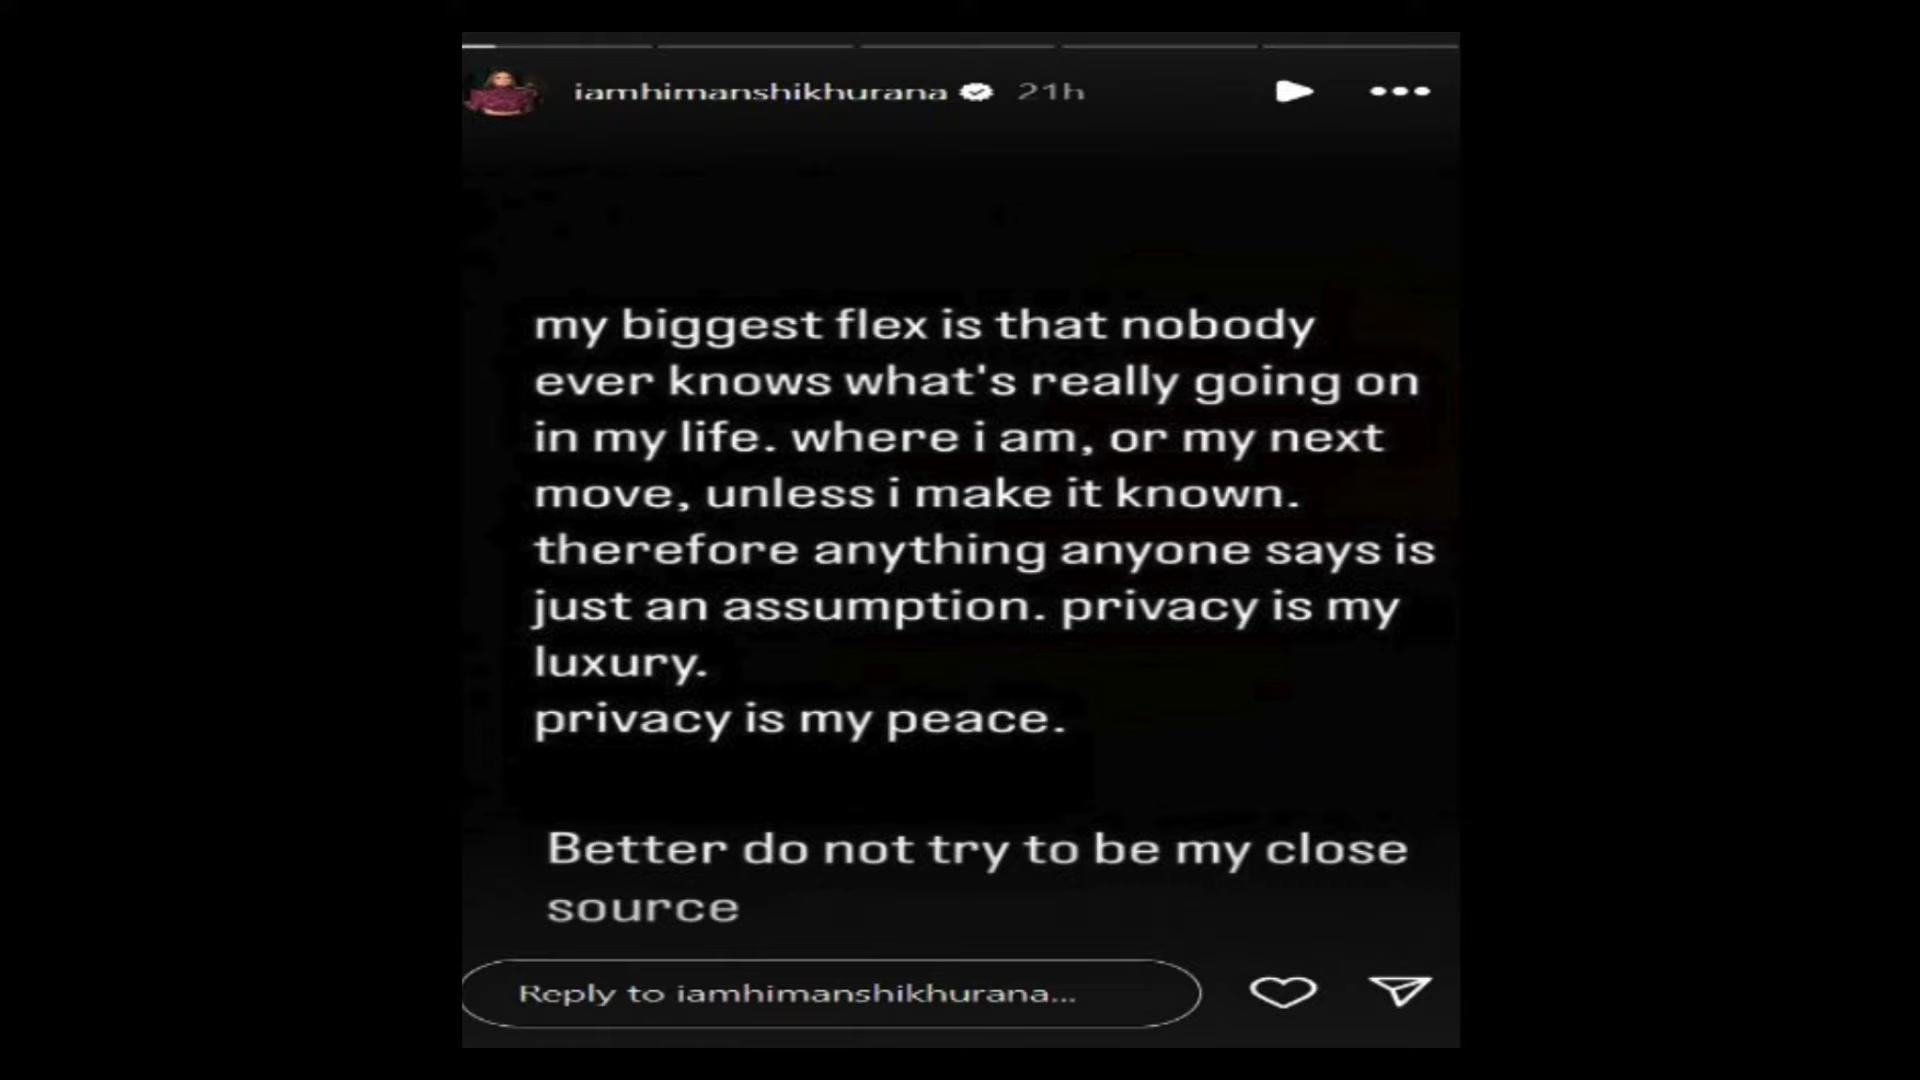 iamhimanshikhurana 21h
my biggest flex is that nobody
ever knows what's really going on
in my life. where i am, or my next
move, unless i make it known.
therefore anything anyone says is
just an assumption. privacy is my
luxury.
privacy is my peace.
Better do not try to be my close
source
Reply to iamhimanshikhurana...